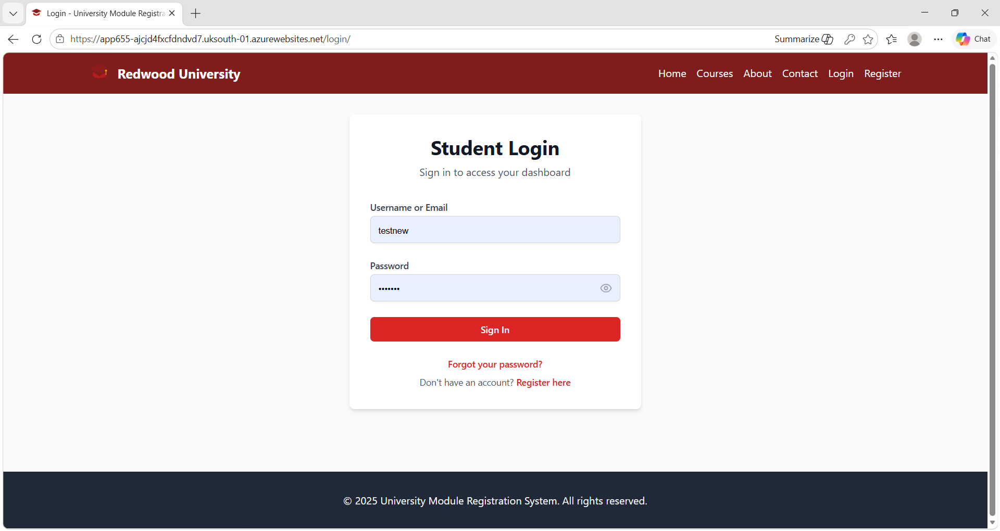 Login - University Module Registra
https://app655-ajcjd4fxcfdndvd7.uksouth-01.azurewebsites.net/login/
Summarize
Chat
Redwood University
Home Courses About Contact Login Register
Student Login
Sign in to access your dashboard
Username or Email
testnew
Password
•••••••
Sign In
Forgot your password?
Don't have an account? Register here
© 2025 University Module Registration System. All rights reserved.